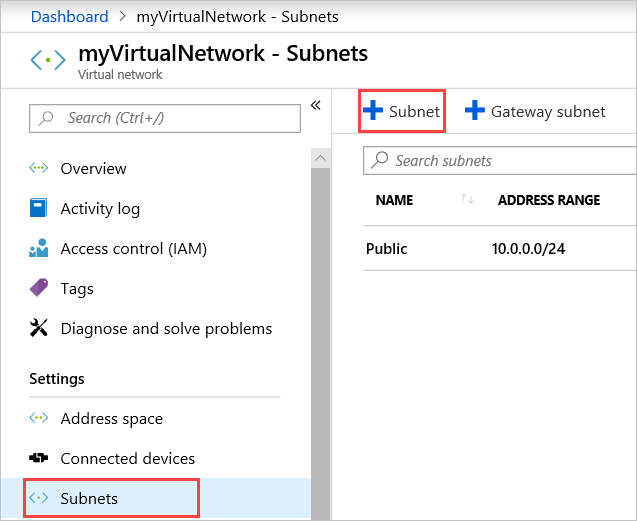 Dashboard > myVirtualNetwork - Subnets
myVirtualNetwork - Subnets
Virtual network
Search (Ctrl+/)
«
Overview
Activity log
Access control (IAM)
Tags
Diagnose and solve problems
Settings
Address space
Connected devices
Subnets
+ Subnet + Gateway subnet
Search subnets
NAME ↑↓ ADDRESS RANGE
Public 10.0.0.0/24